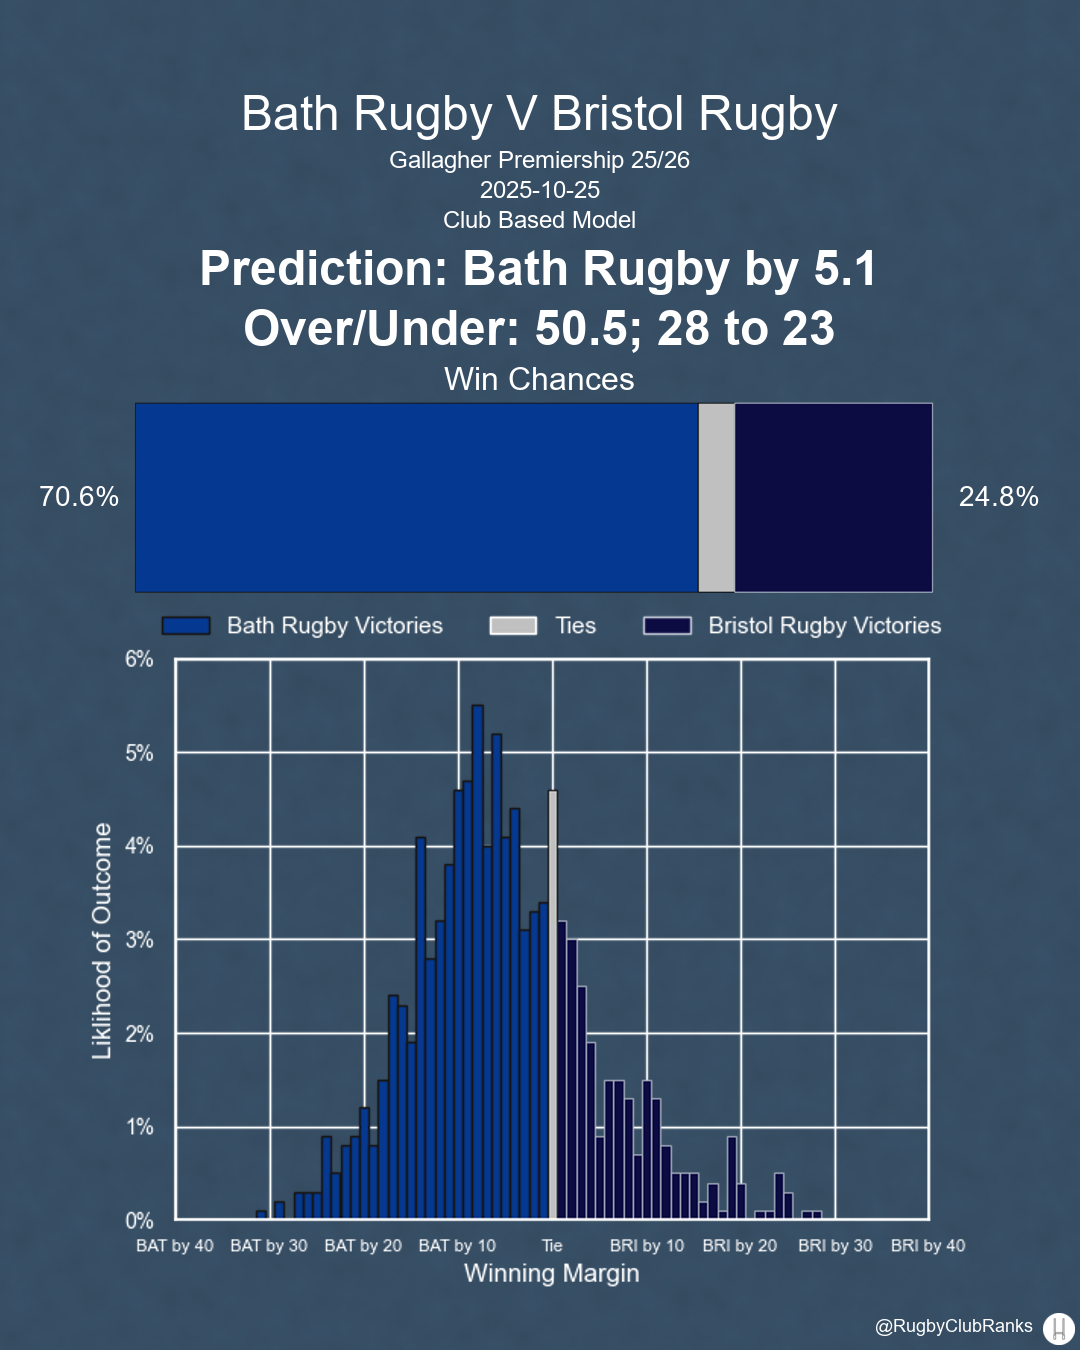 Bath Rugby V Bristol Rugby
Gallagher Premiership 25/26
2025-10-25
Club Based Model
Prediction: Bath Rugby by 5.1
Over/Under: 50.5; 28 to 23
Win Chances
70.6%
24.8%
Bath Rugby Victories
Ties
Bristol Rugby Victories
6%
5%
4%
3%
2%
1%
0%
Liklihood of Outcome
BAT by 40
BAT by 30
BAT by 20
BAT by 10
Tie
BRI by 10
BRI by 20
BRI by 30
BRI by 40
Winning Margin
@RugbyClubRanks